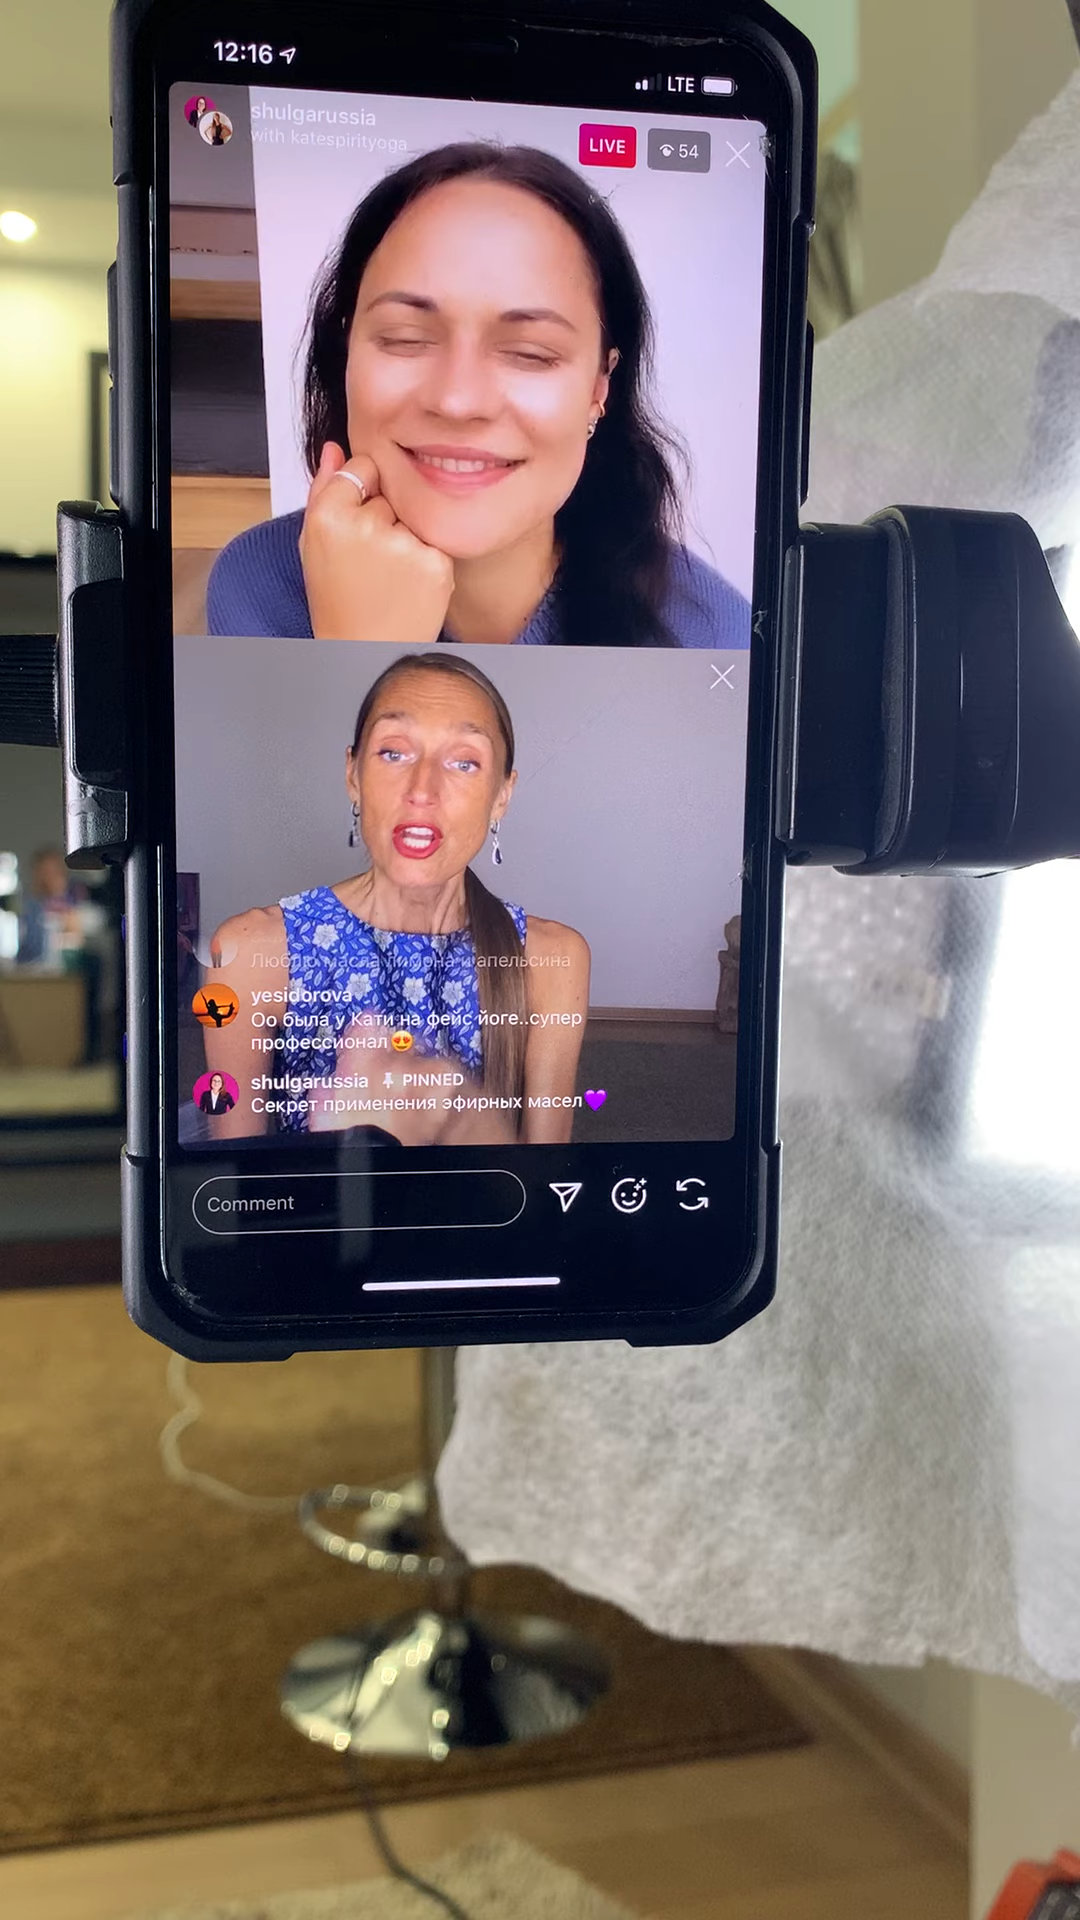 12:16
LTE
shulgarussia
with katespirityoga_
LIVE
54
Люблю масла лимона и апельсина
yesidorova
Оо была у Кати на фейс йоге..супер
профессионал😍
shulgarussia PINNED
Секрет применения эфирных масел💜
Comment